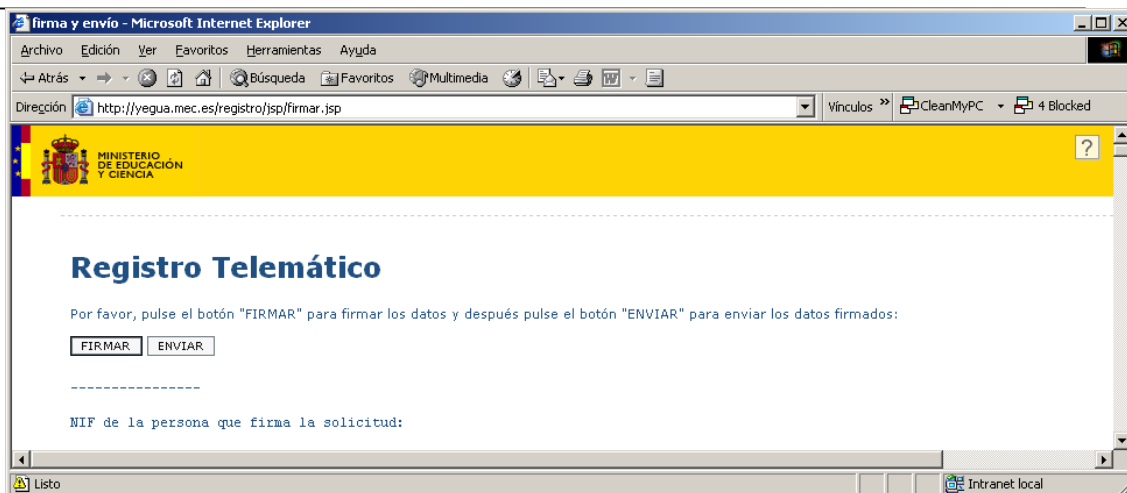 firma y envío - Microsoft Internet Explorer
Archivo Edición Ver Favoritos Herramientas Ayuda
Atrás Búsqueda Favoritos Multimedia
Dirección http://yegua.mec.es/registro/jsp/firmar.jsp Vínculos » CleanMyPC 4 Blocked
MINISTERIO
DE EDUCACIÓN
Y CIENCIA
?
Registro Telemático
Por favor, pulse el botón "FIRMAR" para firmar los datos y después pulse el botón "ENVIAR" para enviar los datos firmados:
FIRMAR ENVIAR
----------------
NIF de la persona que firma la solicitud:
Listo Intranet local